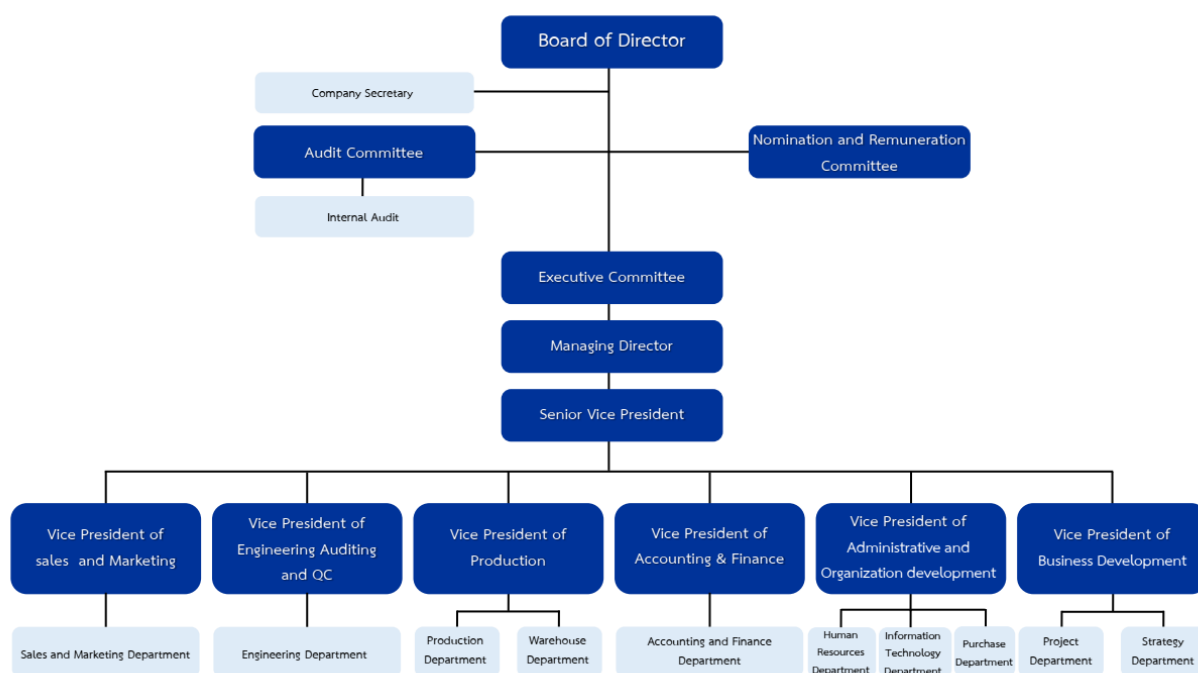 Board of Director
Company Secretary
Audit Committee
Nomination and Remuneration
Committee
Internal Audit
Executive Committee
Managing Director
Senior Vice President
Vice President of
sales and Marketing
Vice President of
Engineering Auditing
and QC
Vice President of
Production
Vice President of
Accounting & Finance
Vice President of
Administrative and
Organization development
Vice President of
Business Development
Sales and Marketing Department
Engineering Department
Production
Department
Warehouse
Department
Accounting and Finance
Department
Human
Resources
Department
Information
Technology
Department
Purchase
Department
Project
Department
Strategy
Department